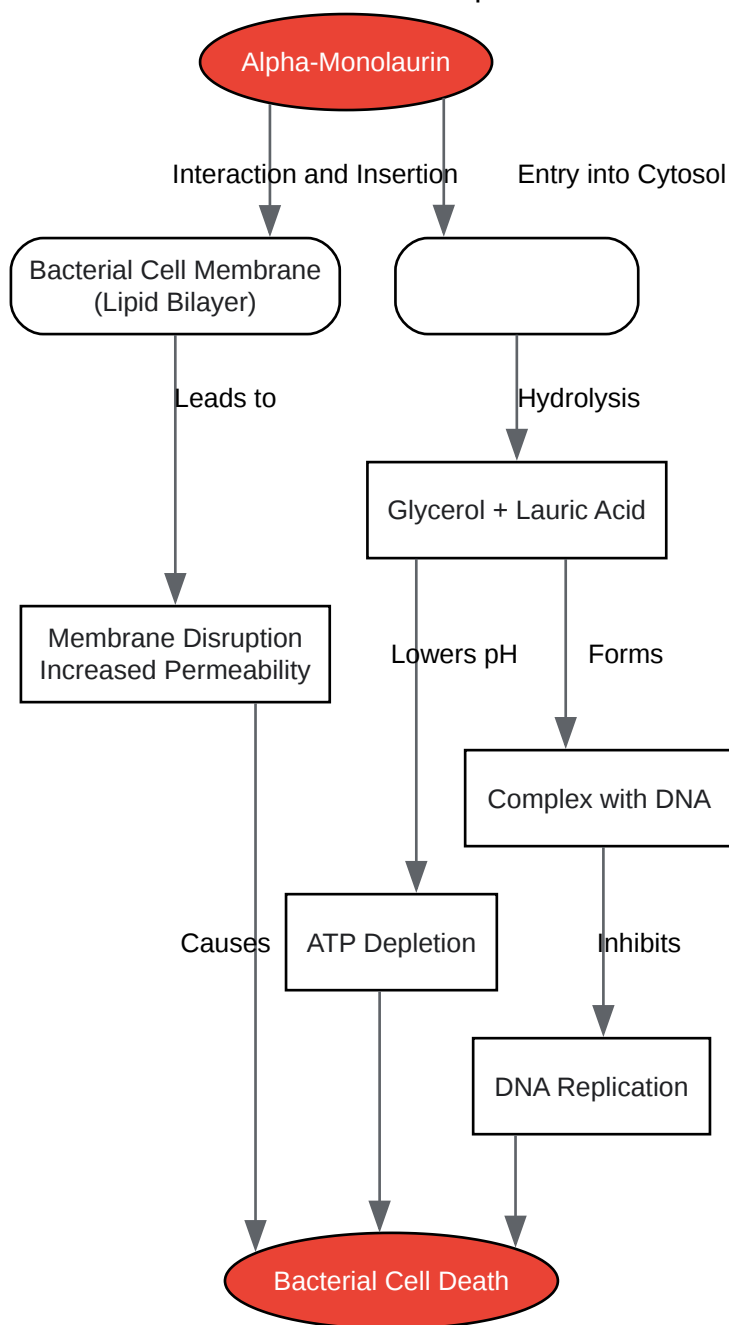 Alpha-Monolaurin
Interaction and Insertion
Entry into Cytosol
Bacterial Cell Membrane
(Lipid Bilayer)
Leads to
Hydrolysis
Glycerol + Lauric Acid
Membrane Disruption
Increased Permeability
Lowers pH
Forms
Complex with DNA
Causes
ATP Depletion
Inhibits
DNA Replication
Bacterial Cell Death